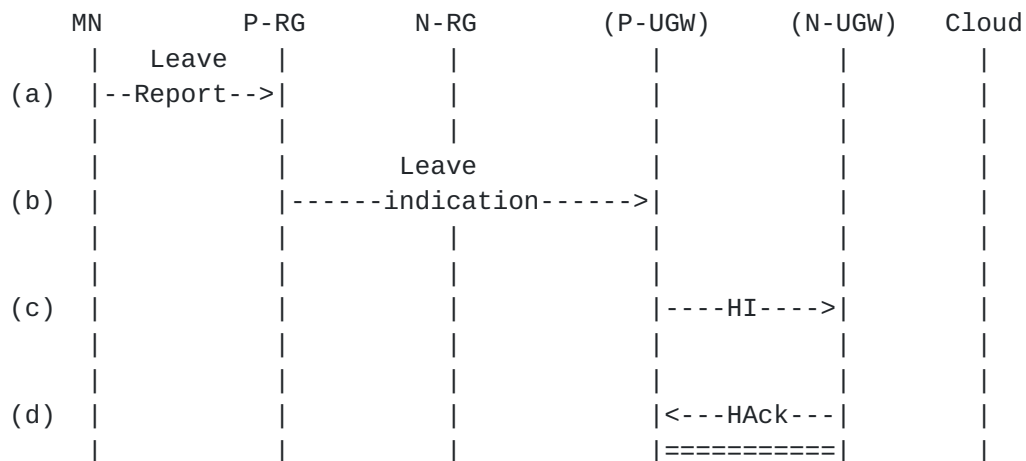 MN         P-RG       N-RG        (P-UGW)     (N-UGW)   Cloud
     |   Leave   |          |            |           |        |
(a)  |--Report-->|          |            |           |        |
     |           |          |            |           |        |
     |           |       Leave           |           |        |
(b)  |           |------indication------>|           |        |
     |           |          |            |           |        |
     |           |          |            |           |        |
(c)  |           |          |            |----HI---->|        |
     |           |          |            |           |        |
     |           |          |            |           |        |
(d)  |           |          |            |<---HAck---|        |
     |           |          |            |===========|        |